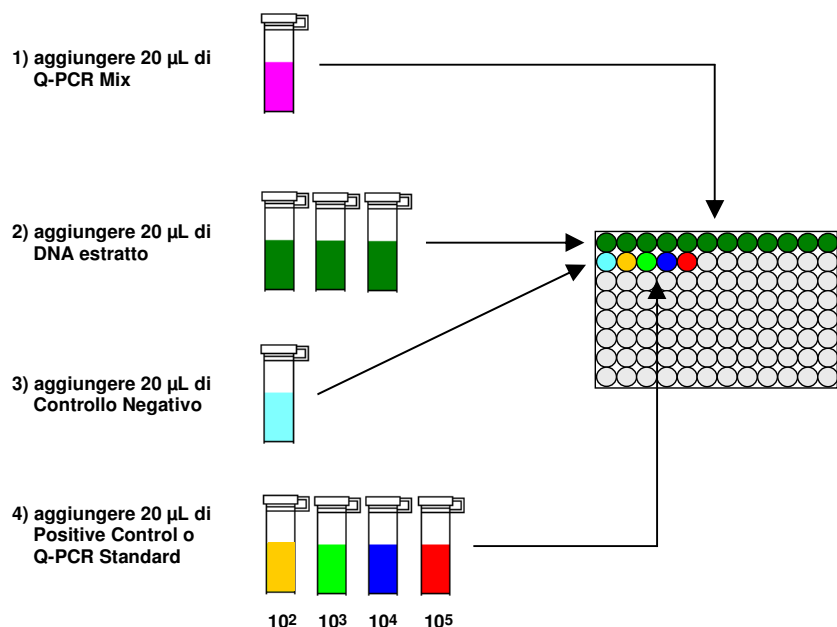 1) aggiungere 20 µL di
Q-PCR Mix
2) aggiungere 20 µL di
DNA estratto
3) aggiungere 20 µL di
Controllo Negativo
4) aggiungere 20 µL di
Positive Control o
Q-PCR Standard
10² 10³ 10⁴ 10⁵